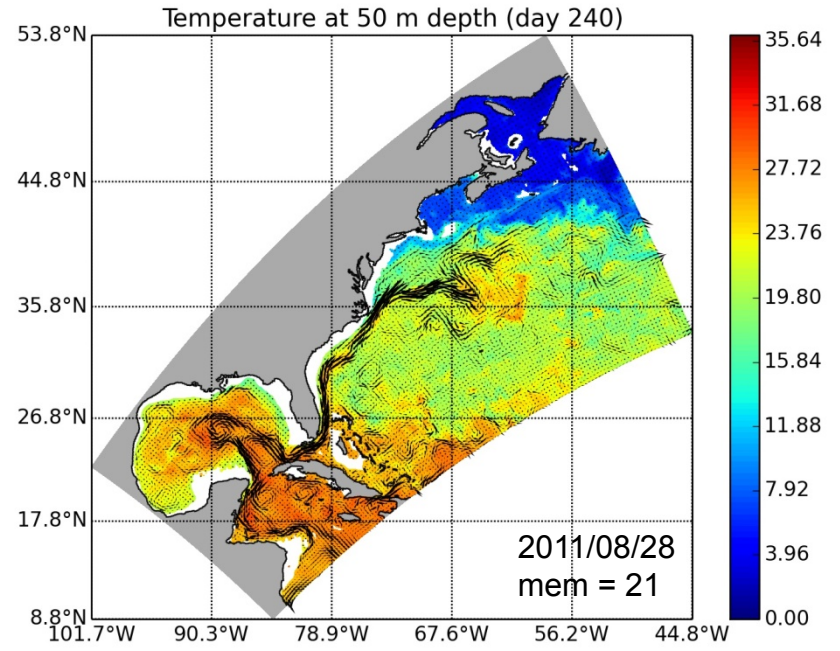 Temperature at 50 m depth (day 240)
53.8°N
44.8°N
35.8°N
26.8°N
17.8°N
8.8°N
101.7°W 90.3°W 78.9°W 67.6°W 56.2°W 44.8°W
2011/08/28
mem = 21
35.64
31.68
27.72
23.76
19.80
15.84
11.88
7.92
3.96
0.00